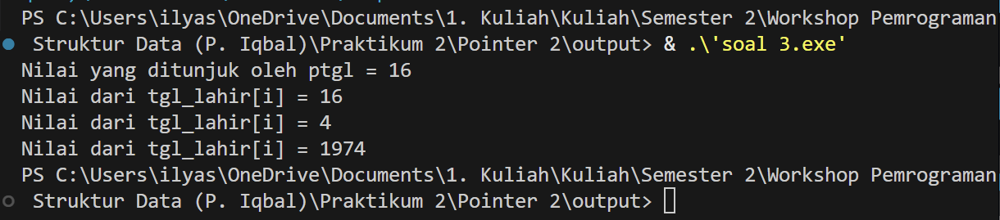 PS C:\Users\ilyas\OneDrive\Documents\1. Kuliah\Kuliah\Semester 2\Workshop Pemrograman
Struktur Data (P. Iqbal)\Praktikum 2\Pointer 2\output> & .\'soal 3.exe'
Nilai yang ditunjuk oleh ptgl = 16
Nilai dari tgl_lahir[i] = 16
Nilai dari tgl_lahir[i] = 4
Nilai dari tgl_lahir[i] = 1974
PS C:\Users\ilyas\OneDrive\Documents\1. Kuliah\Kuliah\Semester 2\Workshop Pemrograman
Struktur Data (P. Iqbal)\Praktikum 2\Pointer 2\output>